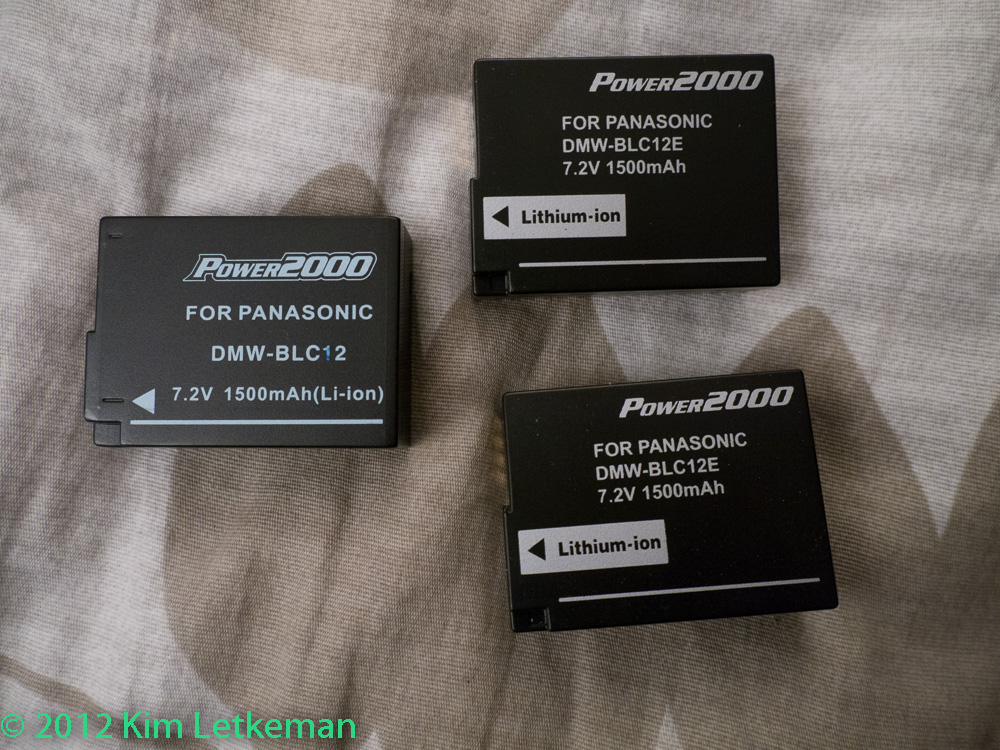 POWER2000
FOR PANASONIC
DMW-BLC12
7.2V 1500mAh(Li-ion)
POWER2000
FOR PANASONIC
DMW-BLC12E
7.2V 1500mAh
Lithium-ion
POWER2000
FOR PANASONIC
DMW-BLC12E
7.2V 1500mAh
Lithium-ion
© 2012 Kim Letkeman